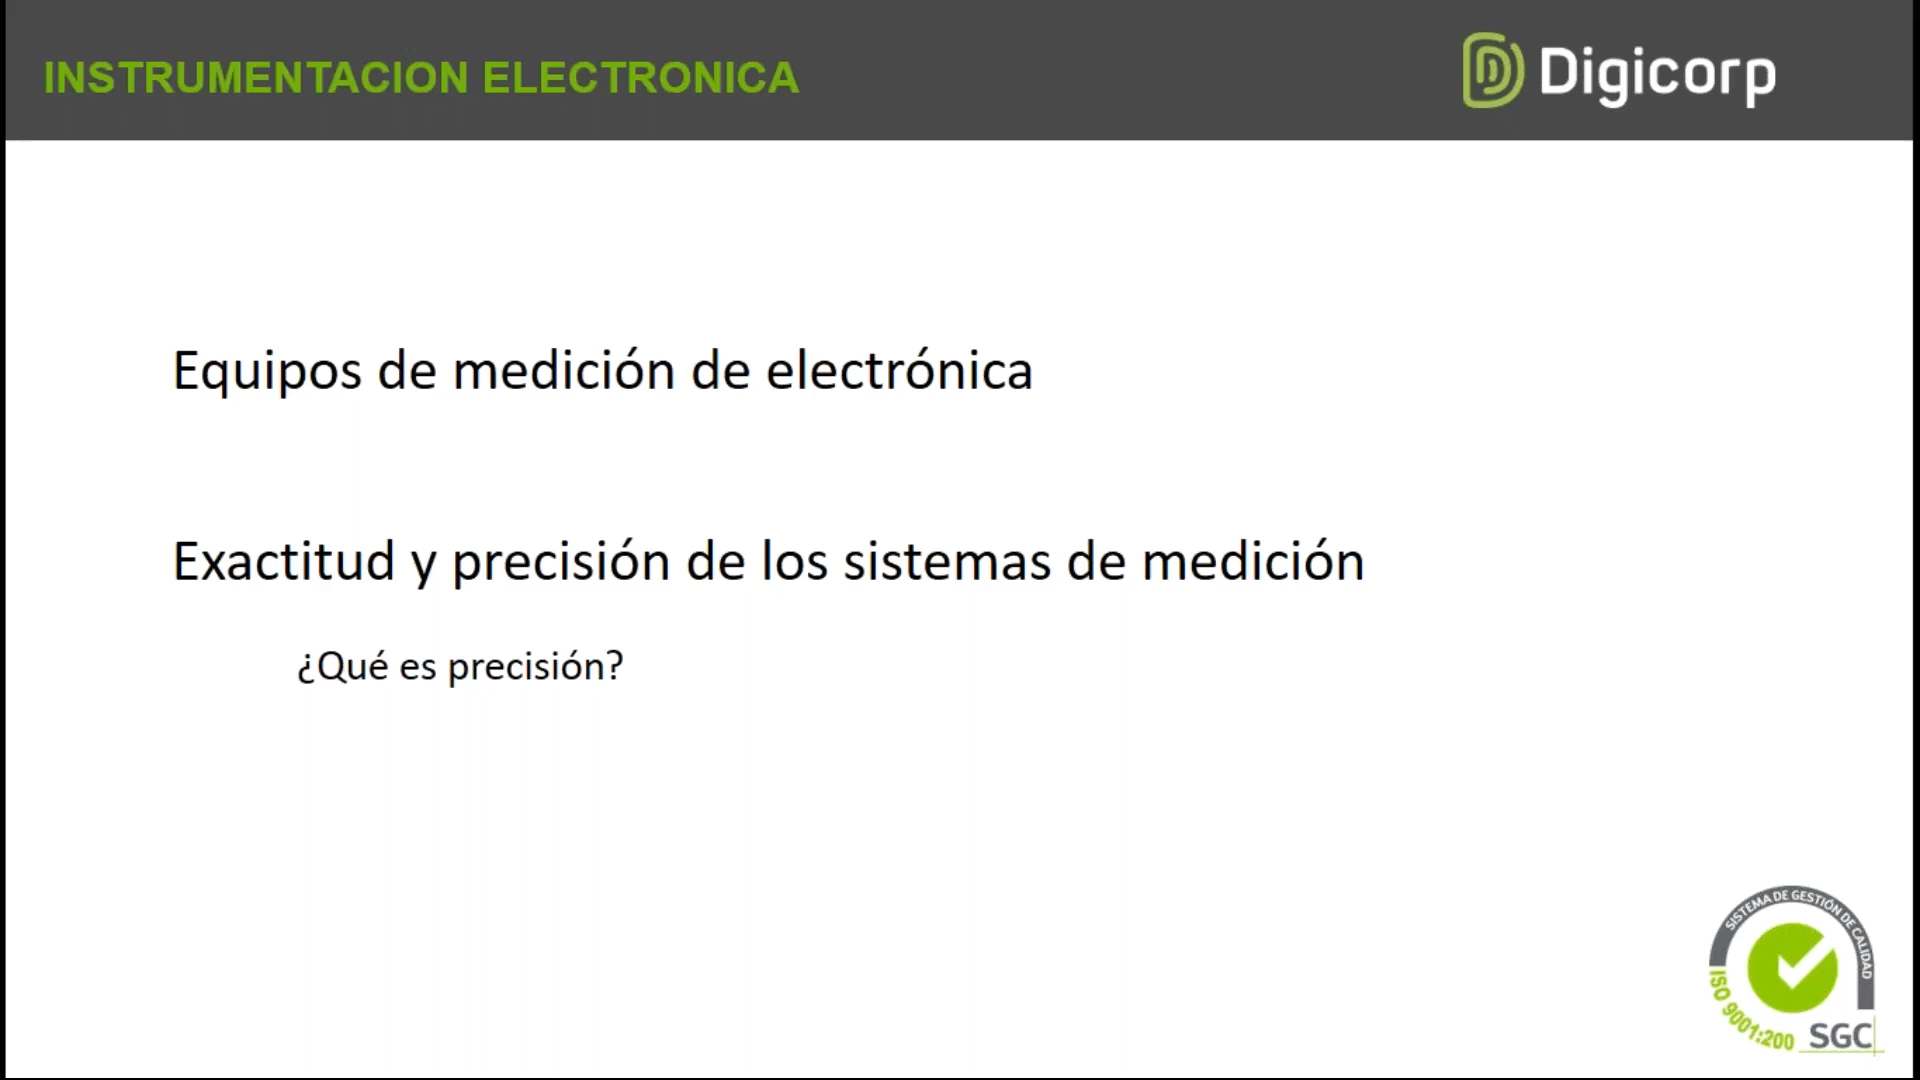 INSTRUMENTACION ELECTRONICA
Digicorp
Equipos de medición de electrónica
Exactitud y precisión de los sistemas de medición
¿Qué es precisión?
SISTEMA DE GESTIÓN DE CALIDAD
ISO 9001:200
SGC